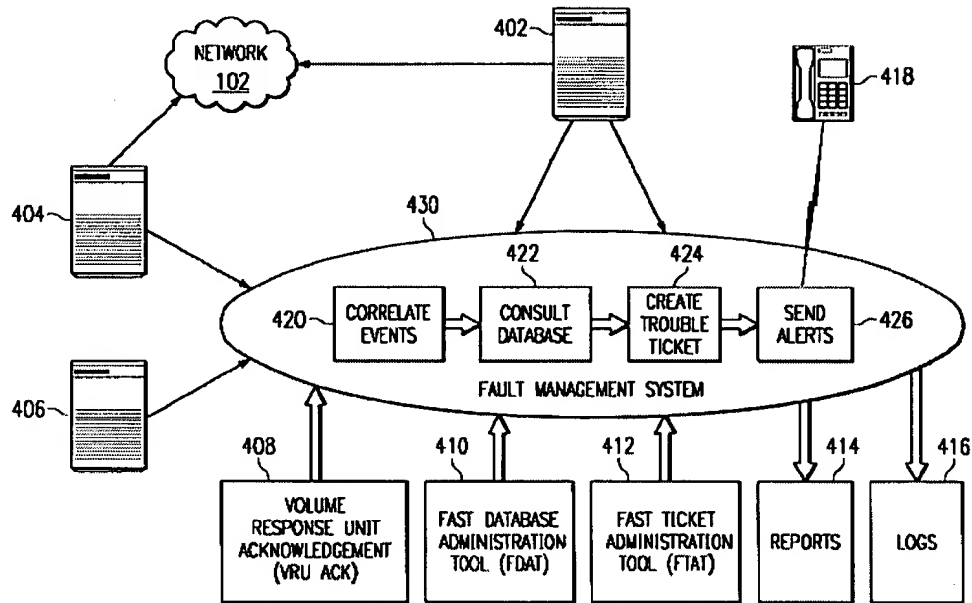 402
NETWORK
102
418
404
430
422
424
420
CORRELATE
EVENTS
CONSULT
DATABASE
CREATE
TROUBLE
TICKET
SEND
ALERTS
426
FAULT MANAGEMENT SYSTEM
406
408
410
412
414
416
VOLUME
RESPONSE UNIT
ACKNOWLEDGEMENT
(VRU ACK)
FAST DATABASE
ADMINISTRATION
TOOL (FDAT)
FAST TICKET
ADMINISTRATION
TOOL (FTAT)
REPORTS
LOGS